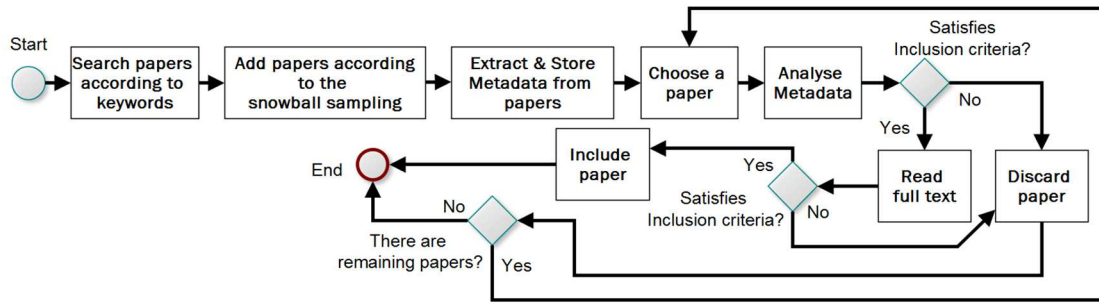 Start
Search papers
according to
keywords
Add papers according
to the
snowball sampling
Extract & Store
Metadata from
papers
Choose a
paper
Analyse
Metadata
Satisfies
Inclusion criteria?
No
Yes
Read
full text
Discard
paper
Satisfies
Inclusion criteria?
Yes
No
Include
paper
End
No
There are
remaining papers?
Yes